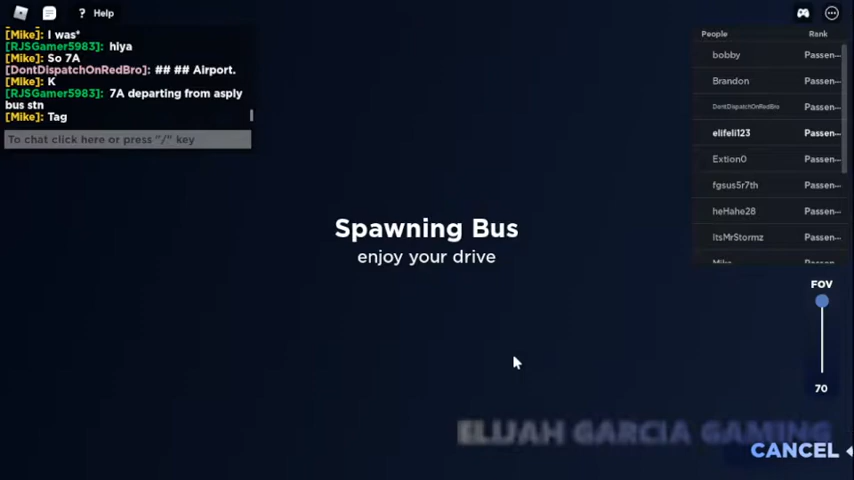 Help
[Mike]: I was*
[RJSGamer5983]: hiya
[Mike]: So 7A
[DontDispatchOnRedBro]: ## ## Airport.
[Mike]: K
[RJSGamer5983]: 7A departing from asply
bus stn
[Mike]: Tag
To chat click here or press "/" key
People Rank
bobby Passen...
Brandon Passen...
DontDispatchOnRedBro Passen...
elifeli123 Passen...
Extion0 Passen...
fgsus5r7th Passen...
heHahe28 Passen...
ItsMrStormz Passen...
Mike Passen...
Spawning Bus
enjoy your drive
FOV
70
ELIJAH GARCIA GAMING
CANCEL